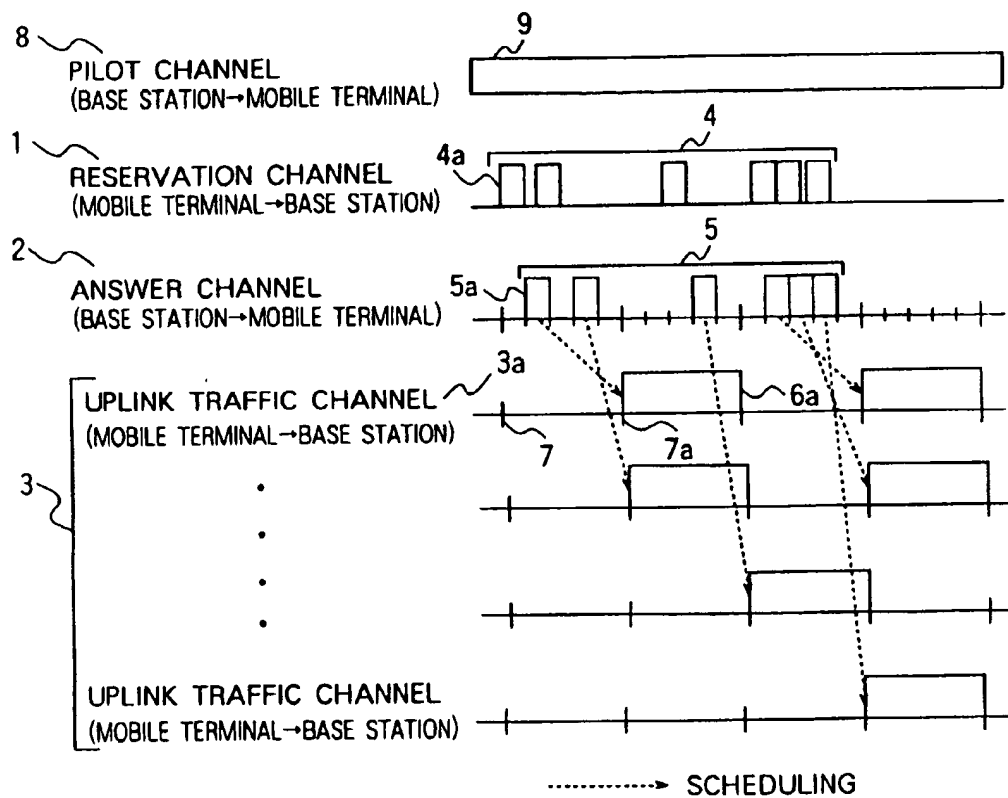 8
9
PILOT CHANNEL
(BASE STATION→MOBILE TERMINAL)
1
4
4a
RESERVATION CHANNEL
(MOBILE TERMINAL→BASE STATION)
2
5
5a
ANSWER CHANNEL
(BASE STATION→MOBILE TERMINAL)
3a
UPLINK TRAFFIC CHANNEL
6a
(MOBILE TERMINAL→BASE STATION)
7
7a
3
UPLINK TRAFFIC CHANNEL
(MOBILE TERMINAL→BASE STATION)
SCHEDULING